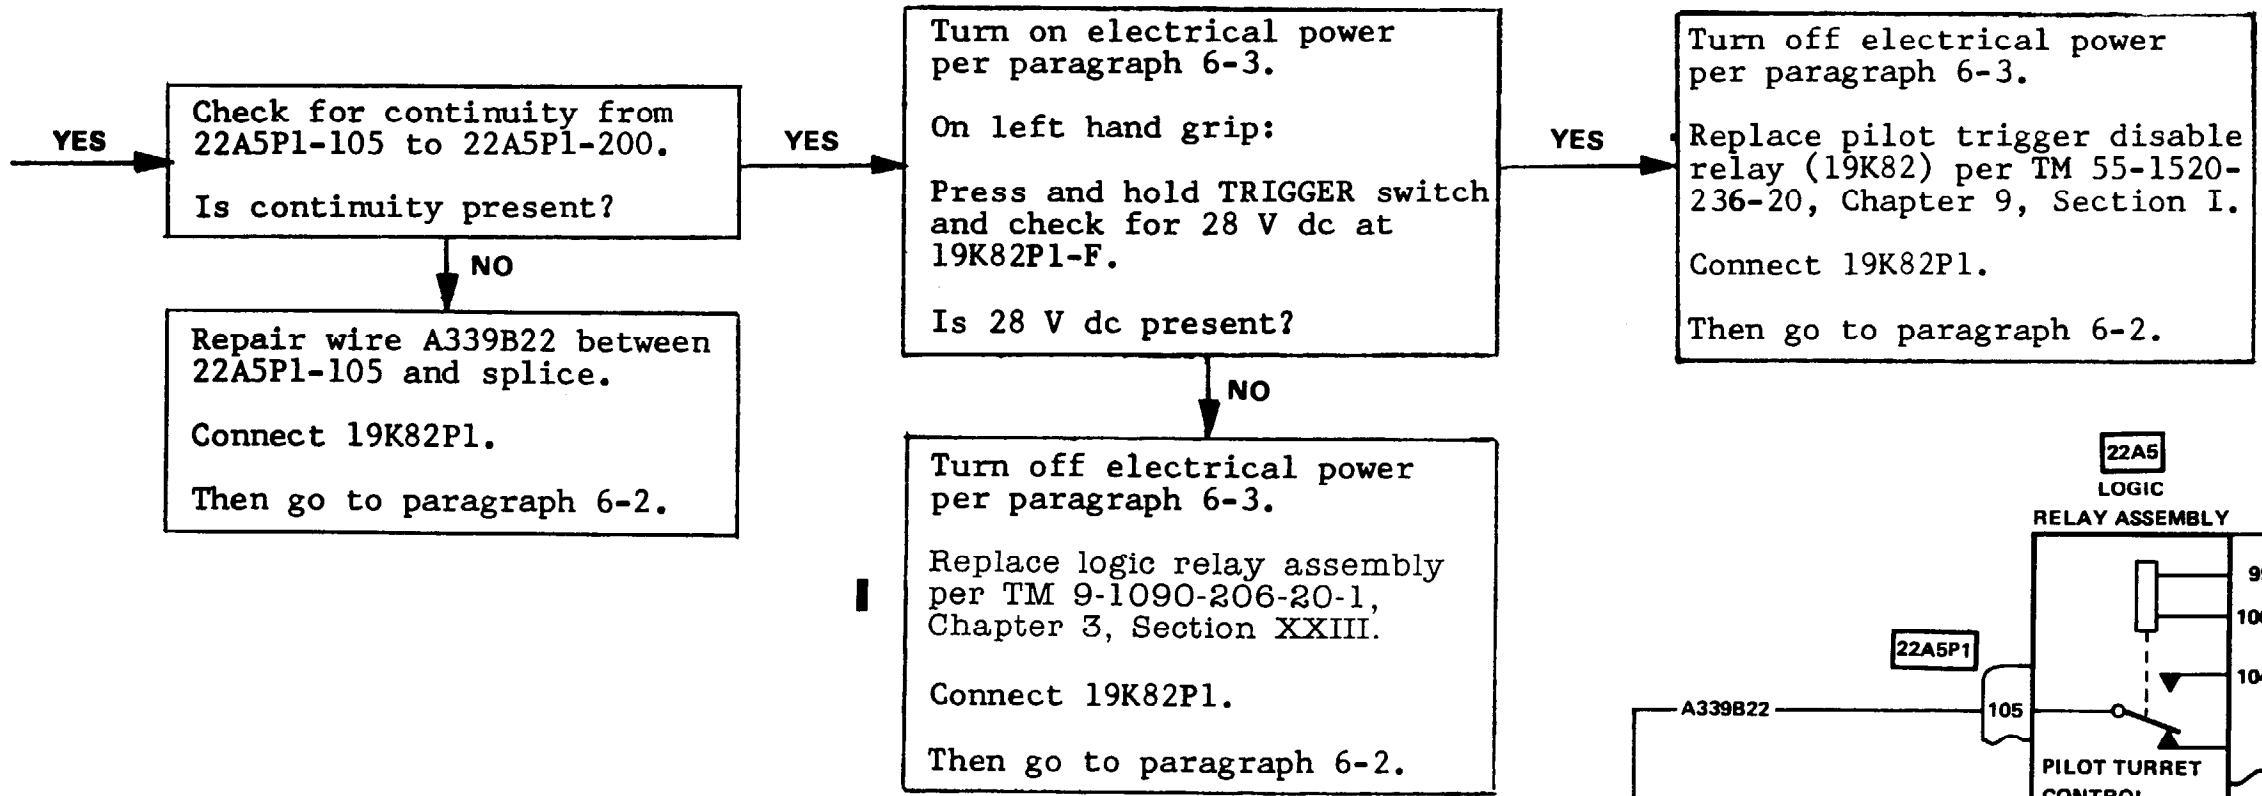 YES
Check for continuity from
22A5P1-105 to 22A5P1-200.
Is continuity present?
NO
Repair wire A339B22 between
22A5P1-105 and splice.
Connect 19K82P1.
Then go to paragraph 6-2.
YES
Turn on electrical power
per paragraph 6-3.
On left hand grip:
Press and hold TRIGGER switch
and check for 28 V dc at
19K82P1-F.
Is 28 V dc present?
NO
Turn off electrical power
per paragraph 6-3.
Replace logic relay assembly
per TM 9-1090-206-20-1,
Chapter 3, Section XXIII.
Connect 19K82P1.
Then go to paragraph 6-2.
YES
Turn off electrical power
per paragraph 6-3.
Replace pilot trigger disable
relay (19K82) per TM 55-1520-
236-20, Chapter 9, Section I.
Connect 19K82P1.
Then go to paragraph 6-2.
22A5
LOGIC
RELAY ASSEMBLY
22A5P1
A339B22
105
PILOT TURRET
CONTROL